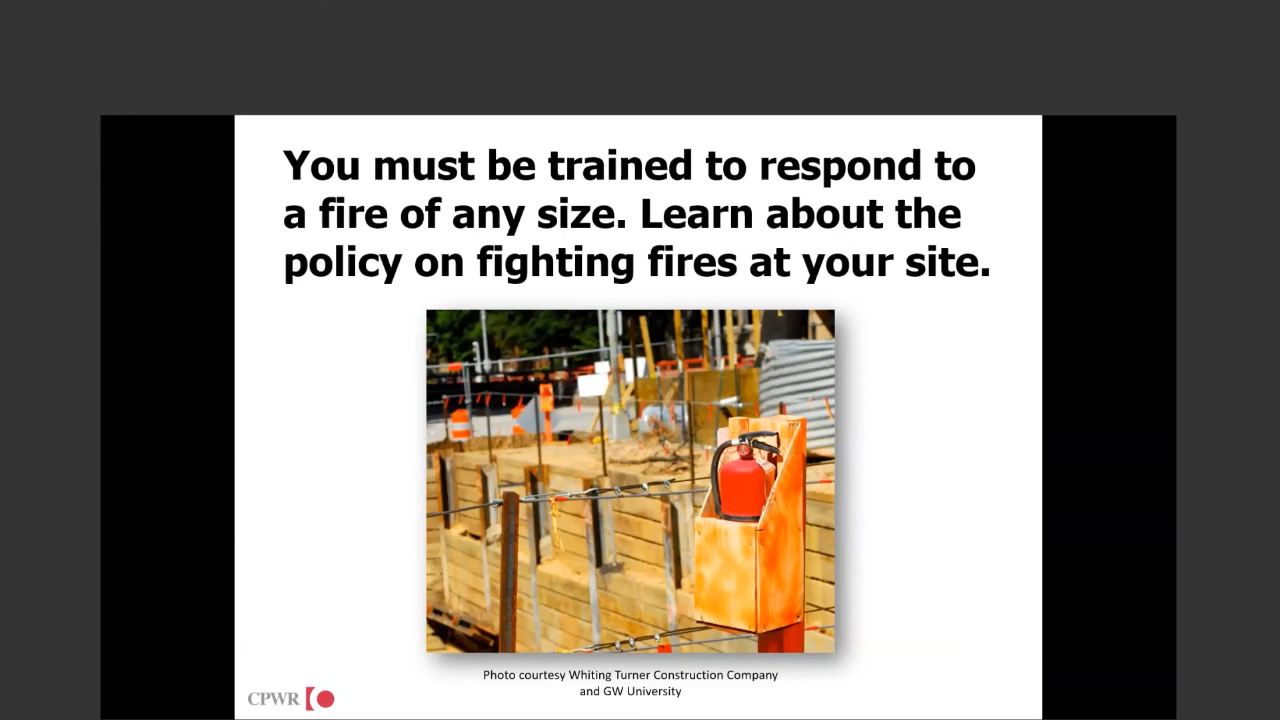 You must be trained to respond to
a fire of any size. Learn about the
policy on fighting fires at your site.
Photo courtesy Whiting Turner Construction Company
and GW University
CPWR